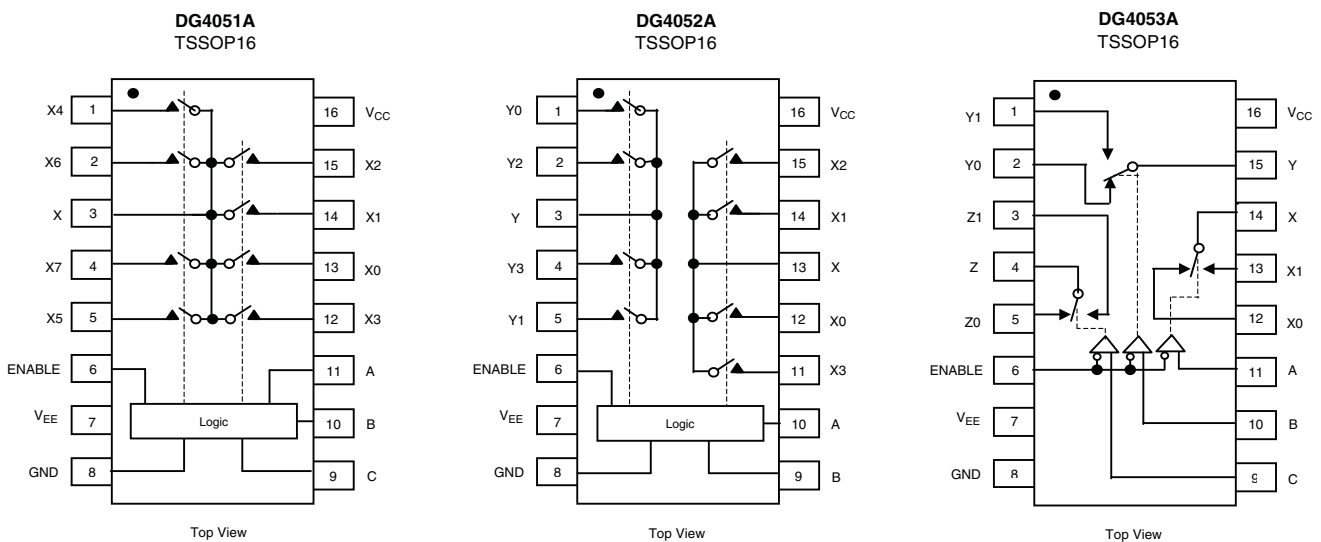 DG4051A
TSSOP16
X4 1
16 VCC
X6 2
15 X2
X 3
14 X1
X7 4
13 X0
X5 5
12 X3
ENABLE 6
11 A
VEE 7
Logic
10 B
GND 8
9 C
Top View
DG4052A
TSSOP16
Y0 1
16 VCC
Y2 2
15 X2
Y 3
14 X1
Y3 4
13 X
Y1 5
12 X0
ENABLE 6
11 X3
VEE 7
Logic
10 A
GND 8
9 B
Top View
DG4053A
TSSOP16
Y1 1
16 VCC
Y0 2
15 Y
Z1 3
14 X
Z 4
13 X1
Z0 5
12 X0
ENABLE 6
11 A
VEE 7
10 B
GND 8
9 C
Top View